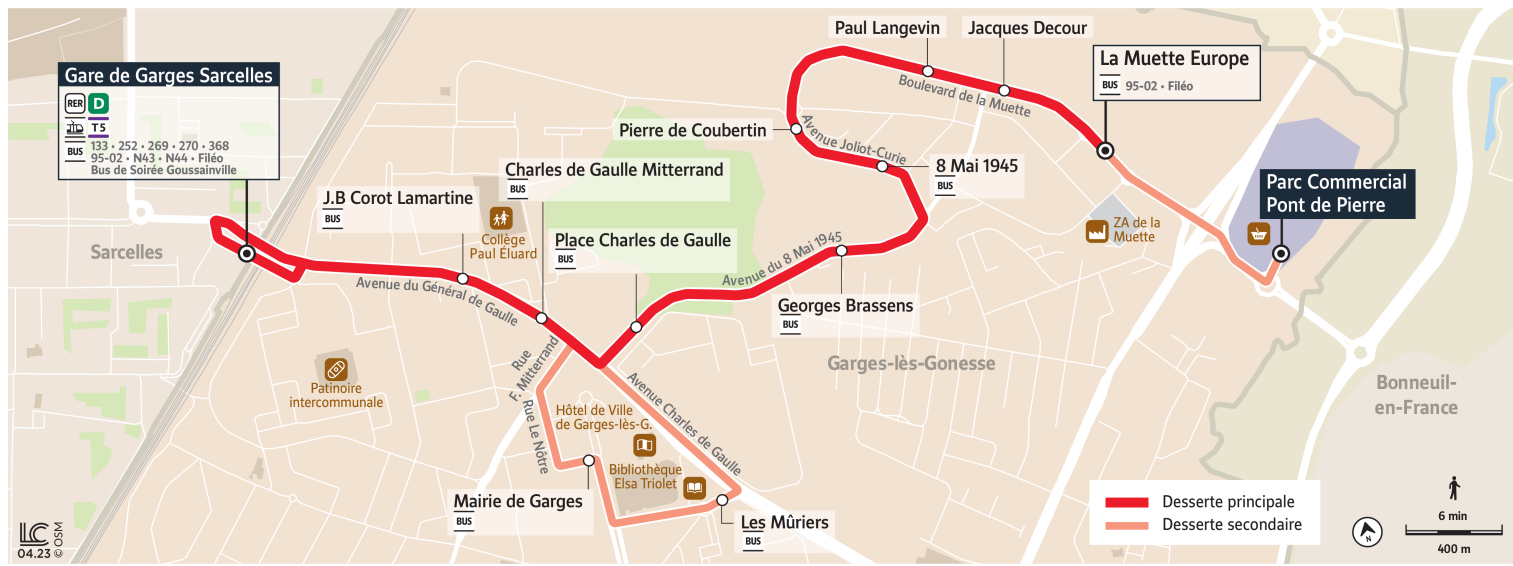 Paul Langevin
Jacques Decour
La Muette Europe
BUS 95-02 • Filéo
Gare de Garges Sarcelles
RER D
T5
BUS 133 • 252 • 269 • 270 • 368
95-02 • N43 • N44 • Filéo
Bus de Soirée Goussainville
Boulevard de la Muette
Pierre de Coubertin
Avenue Joliot-Curie
8 Mai 1945
BUS
Charles de Gaulle Mitterrand
BUS
J.B Corot Lamartine
BUS
Collège
Paul Éluard
Place Charles de Gaulle
BUS
Parc Commercial
Pont de Pierre
ZA de la
Muette
Sarcelles
Avenue du 8 Mai 1945
Avenue du Général de Gaulle
Georges Brassens
BUS
Rue
F. Mitterrand
Garges-lès-Gonesse
Patinoire
intercommunale
Avenue Charles de Gaulle
Bonneuil-
en-France
Rue Le Nôtre
Hôtel de Ville
de Garges-lès-G.
Bibliothèque
Elsa Triolet
Mairie de Garges
BUS
Les Mûriers
BUS
Desserte principale
Desserte secondaire
N
6 min
400 m
LC
04.23 © OSM